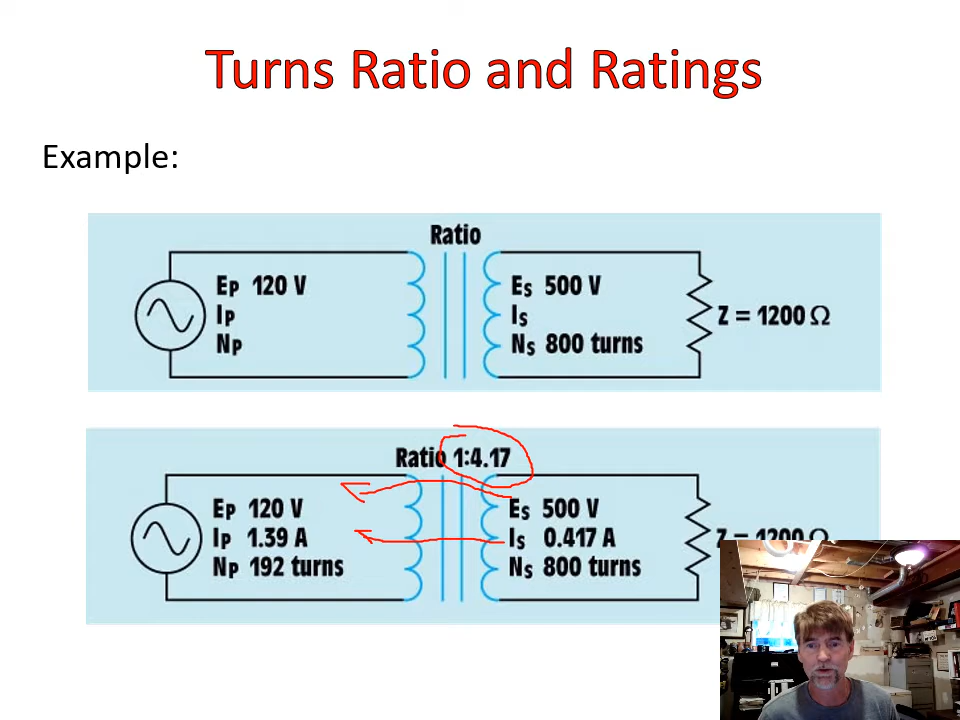 Turns Ratio and Ratings
Example:
Ratio
EP 120 V
IP
NP
ES 500 V
IS
NS 800 turns
Z = 1200 Ω
Ratio 1:4.17
EP 120 V
IP 1.39 A
NP 192 turns
ES 500 V
IS 0.417 A
NS 800 turns
Z = 1200 Ω